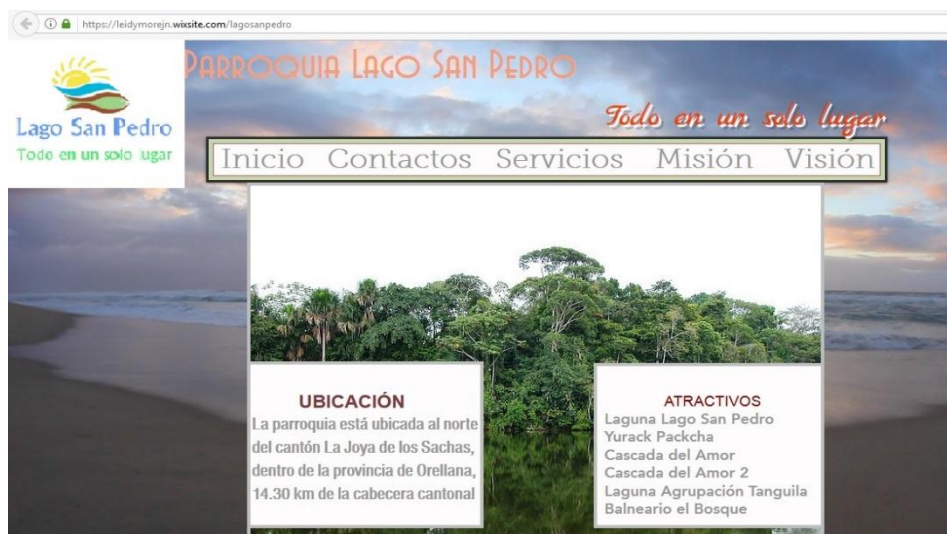 https://leidymorejn.wixsite.com/lagosanpedro
PARROQUIA LAGO SAN PEDRO
Todo en un solo lugar
Lago San Pedro
Todo en un solo lugar
Inicio Contactos Servicios Misión Visión
UBICACIÓN
La parroquia está ubicada al norte
del cantón La Joya de los Sachas,
dentro de la provincia de Orellana,
14.30 km de la cabecera cantonal
ATRACTIVOS
Laguna Lago San Pedro
Yurack Packcha
Cascada del Amor
Cascada del Amor 2
Laguna Agrupación Tanguila
Balneario el Bosque